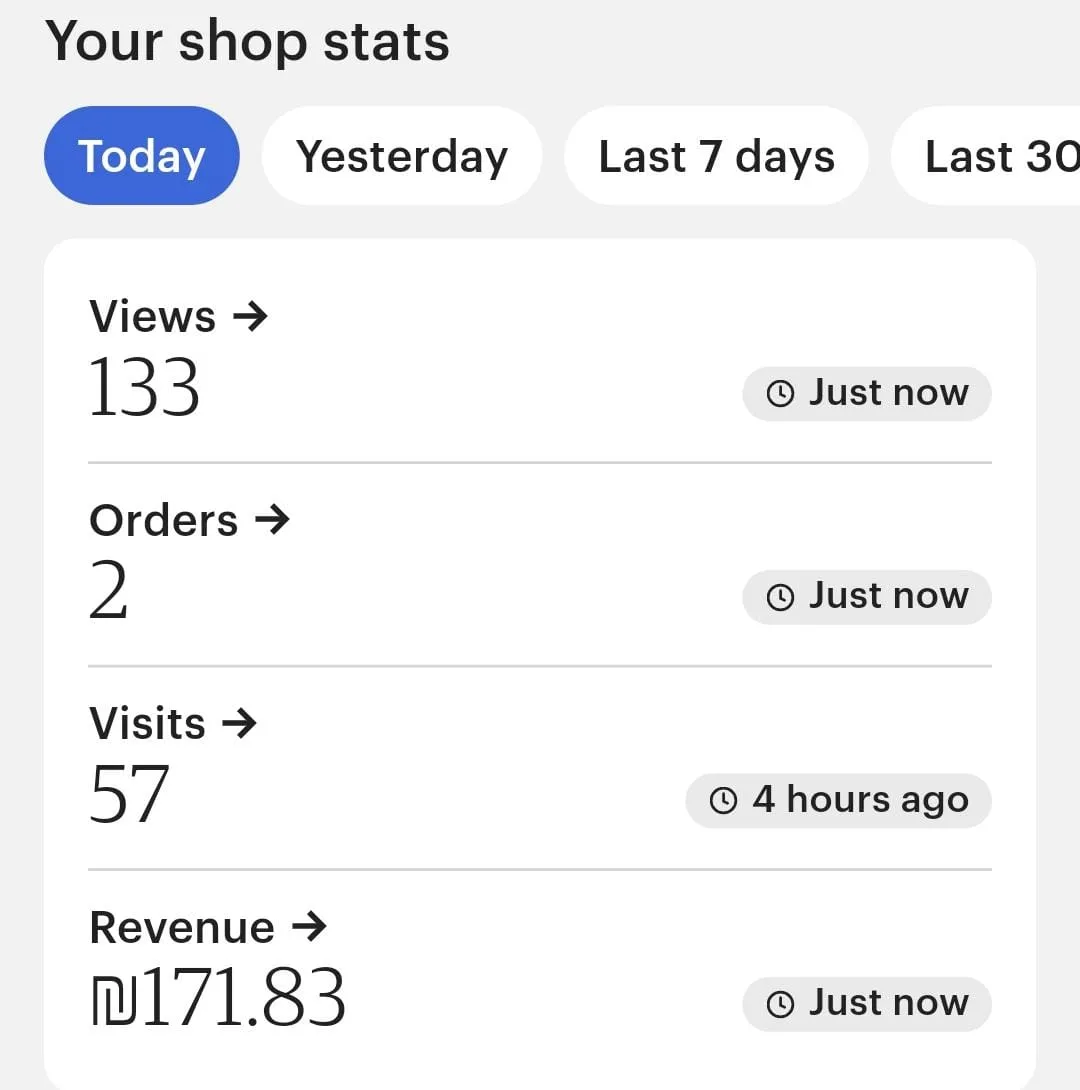 Your shop stats
Today Yesterday Last 7 days Last 30
Views →
133
Just now
Orders →
2
Just now
Visits →
57
4 hours ago
Revenue →
₪171.83
Just now